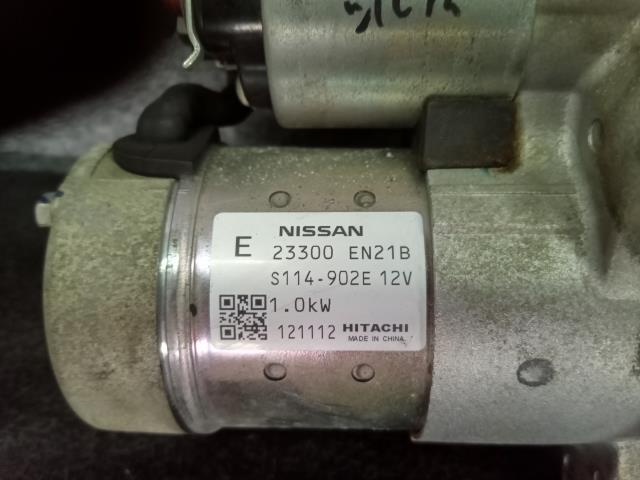 NISSAN
E 23300 EN21B
S114-902E 12V
1.0kW
121112 HITACHI
MADE IN CHINA